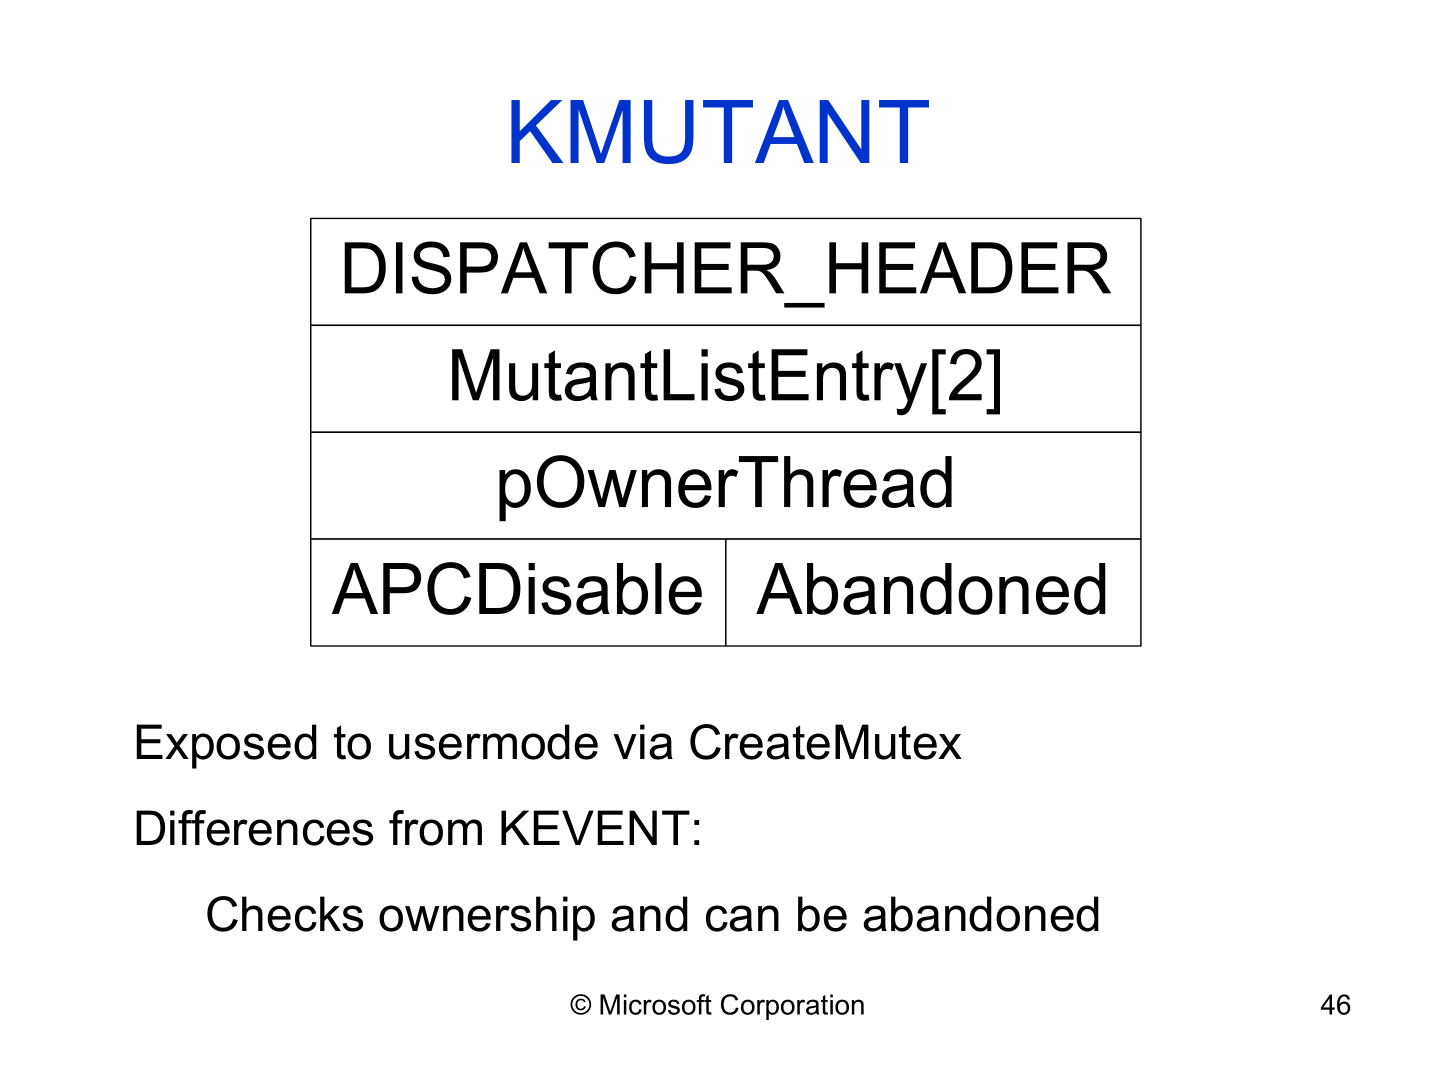 KMUTANT
DISPATCHER_HEADER
MutantListEntry[2]
pOwnerThread
APCDisable Abandoned
Exposed to usermode via CreateMutex
Differences from KEVENT:
Checks ownership and can be abandoned
© Microsoft Corporation 46